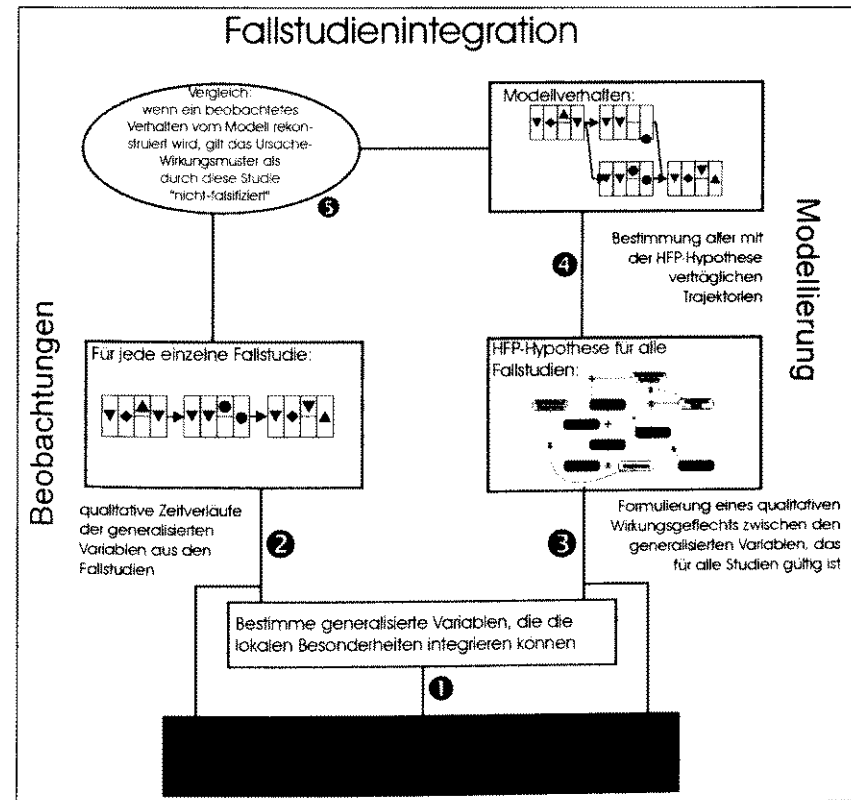 Fallstudienintegration
Vergleich:
wenn ein beobachtetes
Verhalten vom Modell rekon-
struiert wird, gilt das Ursache-
Wirkungsmuster als
durch diese Studie
"nicht-falsifiziert"
5
Modellverhalten:
4
Bestimmung aller mit
der HFP-Hypothese
verträglichen
Trajektorien
Modellierung
Beobachtungen
Für jede einzelne Fallstudie:
HFP-Hypothese für alle
Fallstudien:
qualitative Zeitverläufe
der generalisierten
Variablen aus den
Fallstudien
2
3
Formulierung eines qualitativen
Wirkungsgeflechts zwischen den
generalisierten Variablen, das
für alle Studien gültig ist
Bestimme generalisierte Variablen, die die
lokalen Besonderheiten integrieren können
1